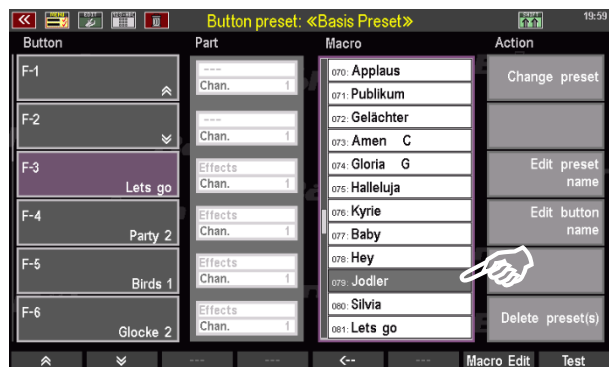 Button preset: «Basis Preset»
19:59
Button
Part
Macro
Action
F-1
F-2
F-3
Lets go
F-4
Party 2
F-5
Birds 1
F-6
Glocke 2
---
Chan. 1
---
Chan. 1
Effects
Chan. 1
Effects
Chan. 1
Effects
Chan. 1
Effects
Chan. 1
070: Applaus
071: Publikum
072: Gelächter
073: Amen C
074: Gloria G
075: Halleluja
076: Kyrie
077: Baby
078: Hey
079: Jodler
080: Silvia
081: Lets go
Change preset
Edit preset
name
Edit button
name
Delete preset(s)
--- --- <-- --- Macro Edit Test